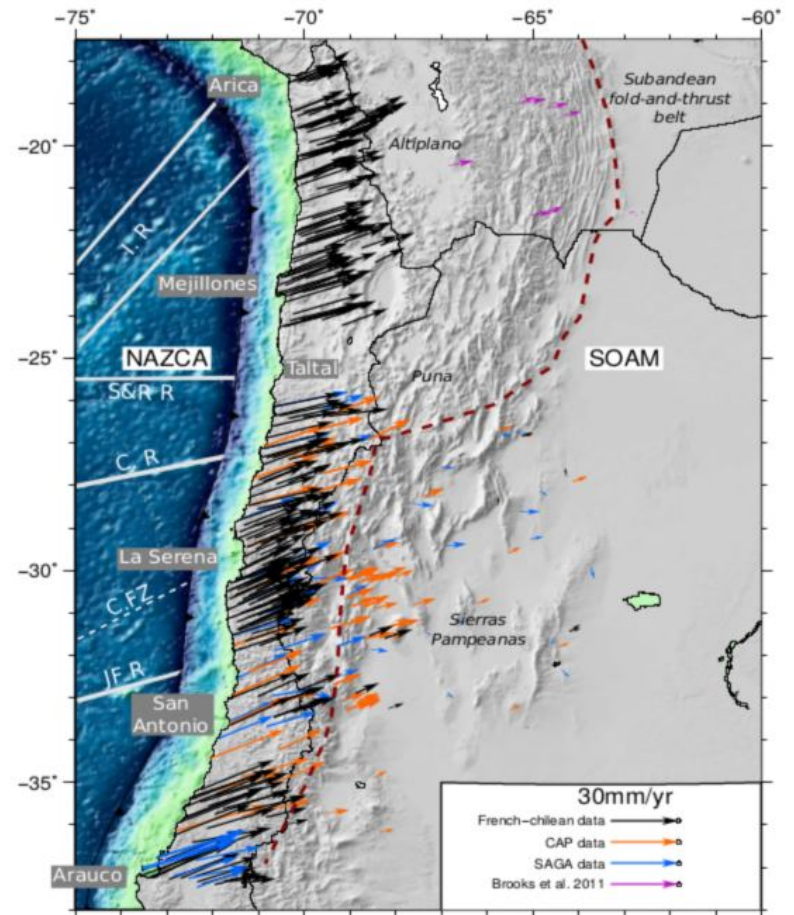 −75˚
−70˚
−65˚
−60˚
−20˚
−25˚
−30˚
−35˚
Arica
Subandean
fold-and-thrust
belt
Altiplano
I. R
Mejillones
NAZCA
Taltal
SOAM
S&R R
Puna
C. R
La Serena
C.FZ
Sierras
Pampeanas
JF R
San
Antonio
Arauco
30mm/yr
French−chilean data
CAP data
SAGA data
Brooks et al. 2011